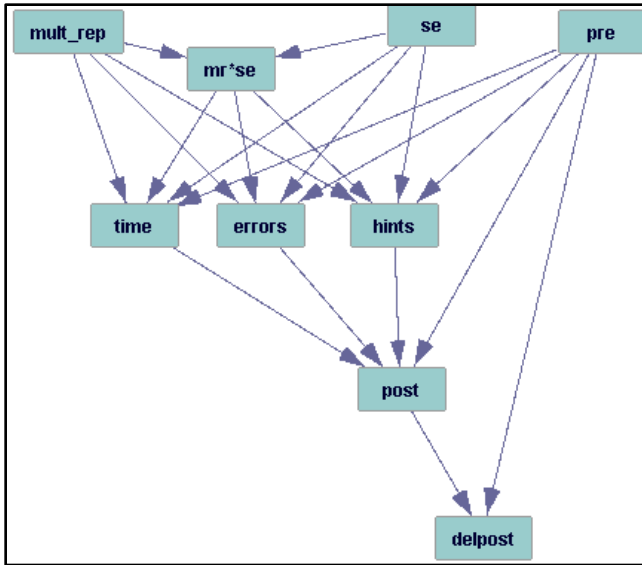 mult_rep
se
pre
mr*se
time
errors
hints
post
delpost